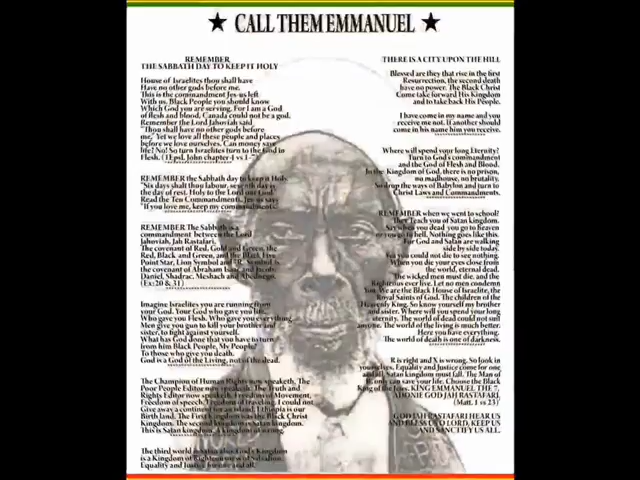 ★ CALL THEM EMMANUEL ★
REMEMBER
THE SABBATH DAY TO KEEP IT HOLY
House of Israelites thou shall have
Have no other gods before me.
This is the commandment Jes-us left
With us. Black People you should know
Which God you are serving. For I am a God
of flesh and blood, Canada could not be a god.
Remember the Lord Jahoviah said,
"Thou shall have no other gods before
me." Yet we love all these people and places
before we love ourselves. Can money save
life? No! So turn Israelites turn to the God in
Flesh. (1 Epsl. John chapter 4 vs 1-
REMEMBER the Sabbath day to keep it Holy.
"Six days shalt thou labour, seventh day is
the day of rest. Holy to the Lord our God.
Read the Ten Commandments. Jes-us says
"If you love me, keep my commandments.
REMEMBER The Sabbath is a
commandment between the Lord
Jahoviah, Jah Rastafari.
The covenant of Red, Gold and Green, the
Red, Black and Green, and the Black Five
Point Star, Lion Symbol and "R" Symbol is
the covenant of Abraham Isaac and Jacob,
Daniel, Shadrac, Meshach and Abednego.
(Ex: 20 & 31)
Imagine Israelites you are running from
your God. Your God who gave you life.
Who gave you Flesh. Who gave you everything.
Men give you gun to kill your brother and
sister, to fight against yourself.
What has God done that you have to turn
from him Black People, My People
To those who give you death.
God is a God of the Living, not of the dead.
The Champion of Human Rights now speaketh, The
Poor People Editor now speaketh. The Truth and
Rights Editor now speaketh. Freedom of Movement,
Freedom of speech, Freedom of Traveling. I could not
Give away a continent for an island. Ethiopia is our
Birth land. The First Kingdom was the Black Christ
Kingdom. The second kingdom is Satan kingdom.
This is Satan kingdom. A kingdom of wrong.
The third world nation also God's Kingdom
is a Kingdom of Righteousness of Salvation
Equality and Justice for one and all.
THERE IS A CITY UPON THE HILL
Blessed are they that rise in the first
Resurrection, the second death
have no power. The Black Christ
Come take forward His Kingdom
and to take back His People.
I have come in my name and you
receive me not. If another should
come in his name him you receive.
Where will spend your long Eternity?
Turn to God's commandment
and the God of Flesh and Blood.
In the Kingdom of God, there is no prison,
no madhouse, no brutality.
So stop the ways of Babylon and turn to
Christ Laws and Commandments.
REMEMBER when we went to school?
They Teach you of Satan kingdom.
Say when you dead you go to heaven
or you go to hell. Nothing goes like this.
For God and Satan are walking
side by side today.
Yet you could not die to see nothing.
When you die your eyes close from
the world, eternal dead.
The wicked men must die, and the
Righteous ever live. Let no men condemn
You. We are the Black House of Israelite, the
Royal Saints of God. The children of the
Heavenly King. So know yourself my brother
and sister. Where will you spend your long
eternity. The world of dead could not suit
anyone. The world of the living is much better.
Here you have everything.
The world of death is one of darkness.
R is right and X is wrong. So look in
yourselves, Equality and Justice come for one
and all, Satan kingdom must fall. The Man of
R, only can save your life. Choose the Black
King of the Jews. KING EMMANUEL THE 7,
ADONIE GOD JAH RASTAFARI.
(Matt. 1 vs 23)
GOD JAH RASTAFARI HEAR US
AND BLESS US O LORD, KEEP US
AND SANCTIFY US ALL.